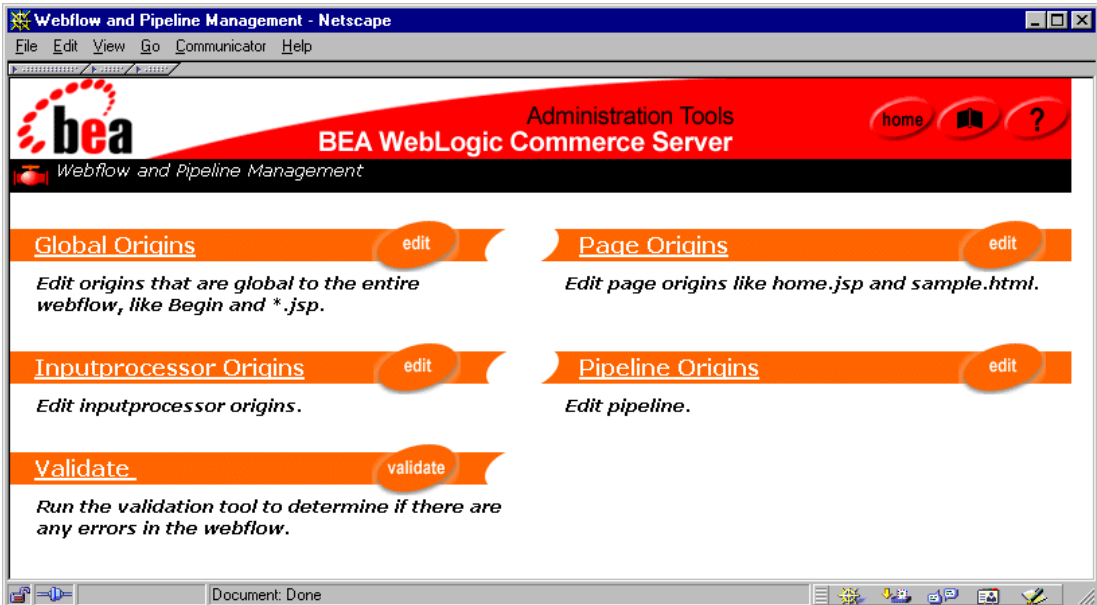 Webflow and Pipeline Management - Netscape
File Edit View Go Communicator Help
bea
Administration Tools
BEA WebLogic Commerce Server
home ?
Webflow and Pipeline Management
Global Origins edit
Edit origins that are global to the entire
webflow, like Begin and *.jsp.
Page Origins edit
Edit page origins like home.jsp and sample.html.
Inputprocessor Origins edit
Edit inputprocessor origins.
Pipeline Origins edit
Edit pipeline.
Validate validate
Run the validation tool to determine if there are
any errors in the webflow.
Document: Done